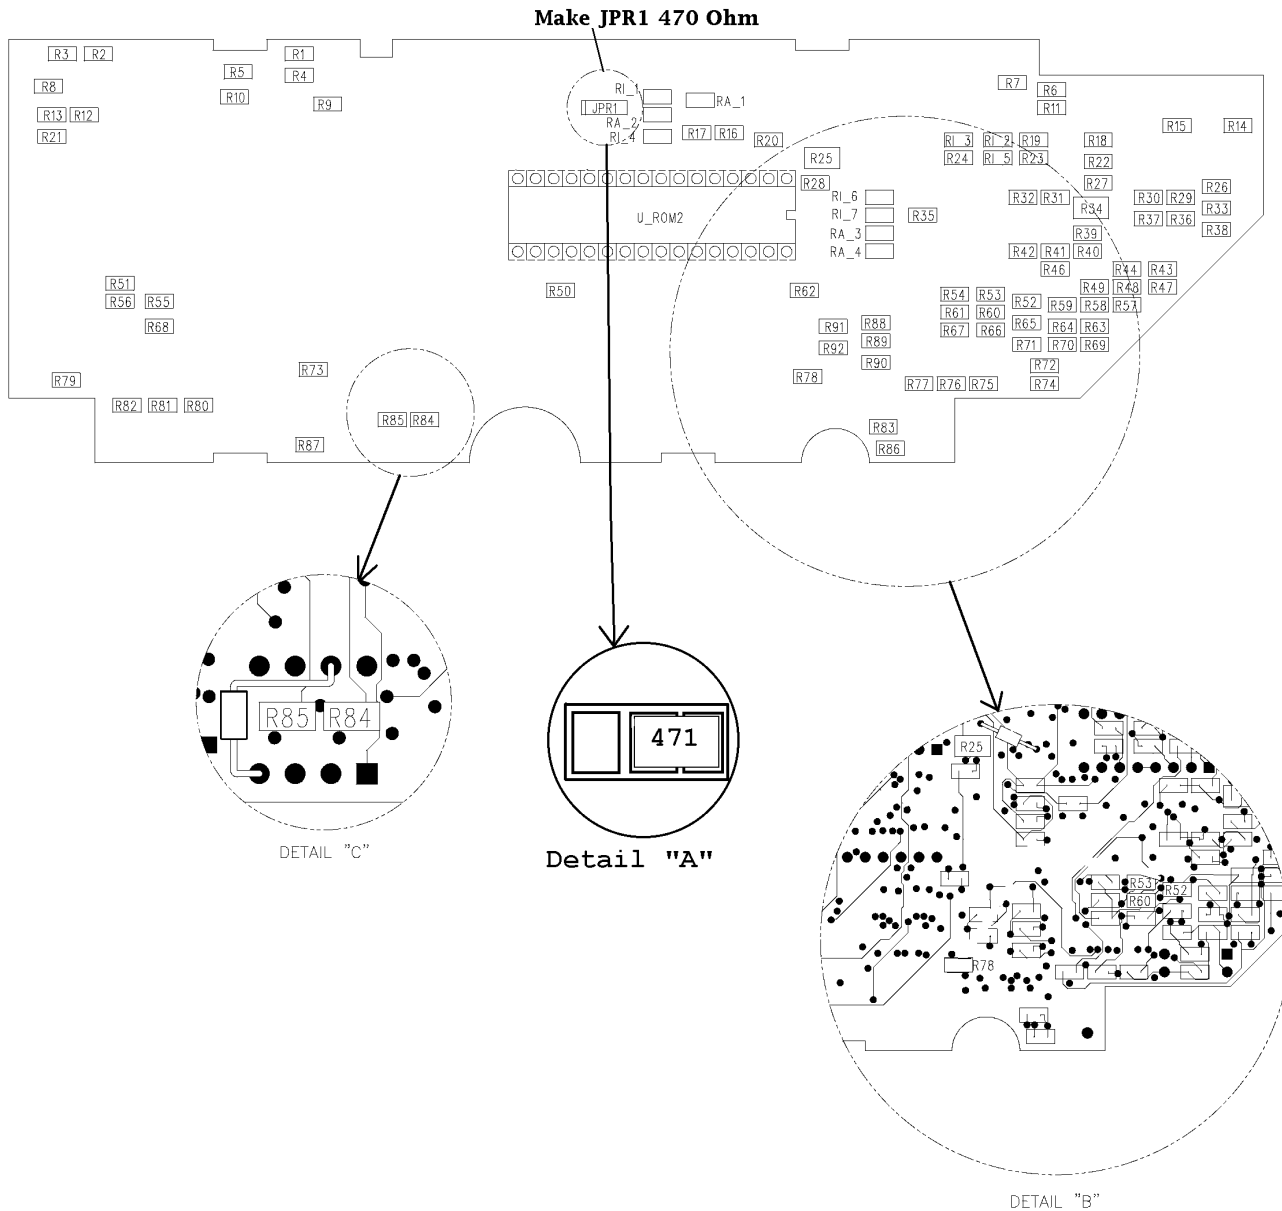 Make JPR1 470 Ohm
R3 R2 R1
R5 R4
R8 R7 R6
R10 R9 RI_1 JPR1 RA_1 R11
R13 R12 RA_2 R15 R14
R21 RI_4 R17 R16 R20 RI_3 RI_2 R19 R18
R25 R24 RI_5 R23 R22
R28 R27 R26
RI_6 R32 R31 R34 R30 R29 R33
U_ROM2 RI_7 R35 R37 R36
RA_3 R39 R38
RA_4 R42 R41 R40
R46 R44 R43
R51 R50 R62 R54 R53 R49 R48 R47
R56 R55 R52 R59 R58 R57
R61 R60
R68 R91 R88 R67 R66 R65 R64 R63
R92 R89 R71 R70 R69
R73 R90 R72
R79 R78 R77 R76 R75 R74
R82 R81 R80
R85 R84 R83
R87 R86
R85 R84
DETAIL "C"
471
Detail "A"
R25
R53 R52
R60
R78
DETAIL "B"